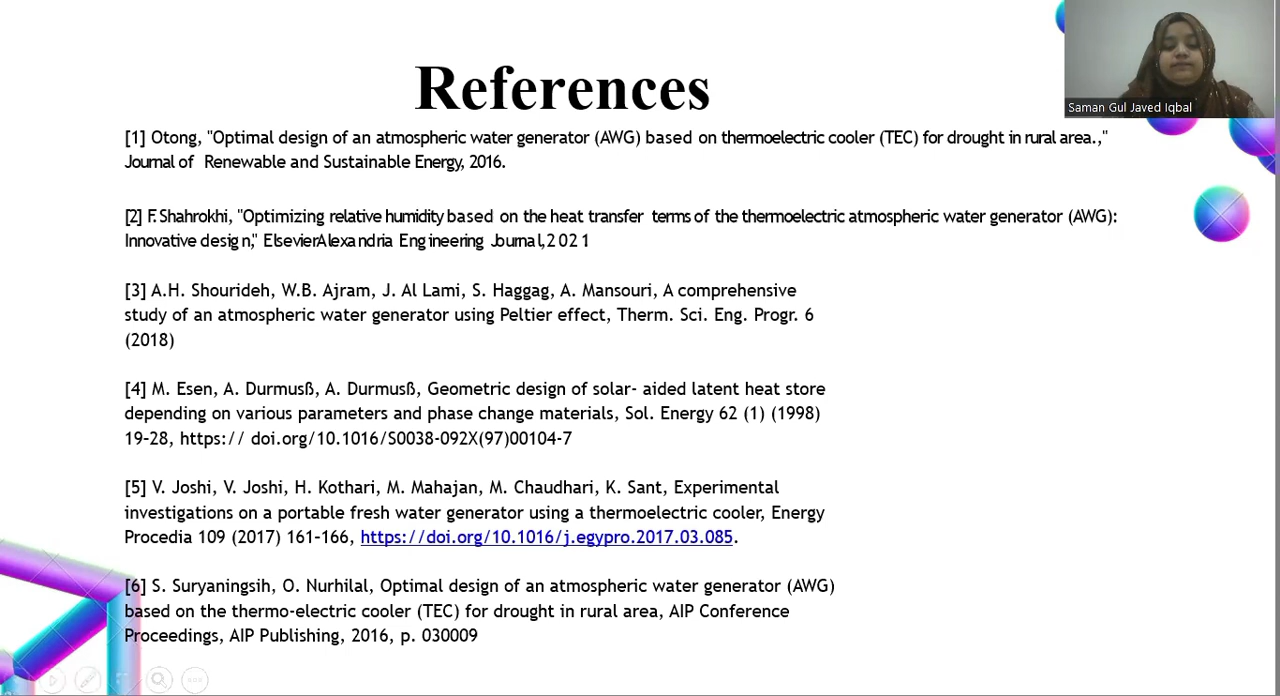 References
Saman Gul Javed Iqbal
[1] Otong, "Optimal design of an atmospheric water generator (AWG) based on thermoelectric cooler (TEC) for drought in rural area.,"
Journal of Renewable and Sustainable Energy, 2016.
[2] F. Shahrokhi, "Optimizing relative humidity based on the heat transfer terms of the thermoelectric atmospheric water generator (AWG):
Innovative design," ElsevierAlexandria Engineering Journal,2021
[3] A.H. Shourideh, W.B. Ajram, J. Al Lami, S. Haggag, A. Mansouri, A comprehensive
study of an atmospheric water generator using Peltier effect, Therm. Sci. Eng. Progr. 6
(2018)
[4] M. Esen, A. Durmusß, A. Durmusß, Geometric design of solar- aided latent heat store
depending on various parameters and phase change materials, Sol. Energy 62 (1) (1998)
19–28, https:// doi.org/10.1016/S0038-092X(97)00104-7
[5] V. Joshi, V. Joshi, H. Kothari, M. Mahajan, M. Chaudhari, K. Sant, Experimental
investigations on a portable fresh water generator using a thermoelectric cooler, Energy
Procedia 109 (2017) 161–166, https://doi.org/10.1016/j.egypro.2017.03.085.
[6] S. Suryaningsih, O. Nurhilal, Optimal design of an atmospheric water generator (AWG)
based on the thermo-electric cooler (TEC) for drought in rural area, AIP Conference
Proceedings, AIP Publishing, 2016, p. 030009